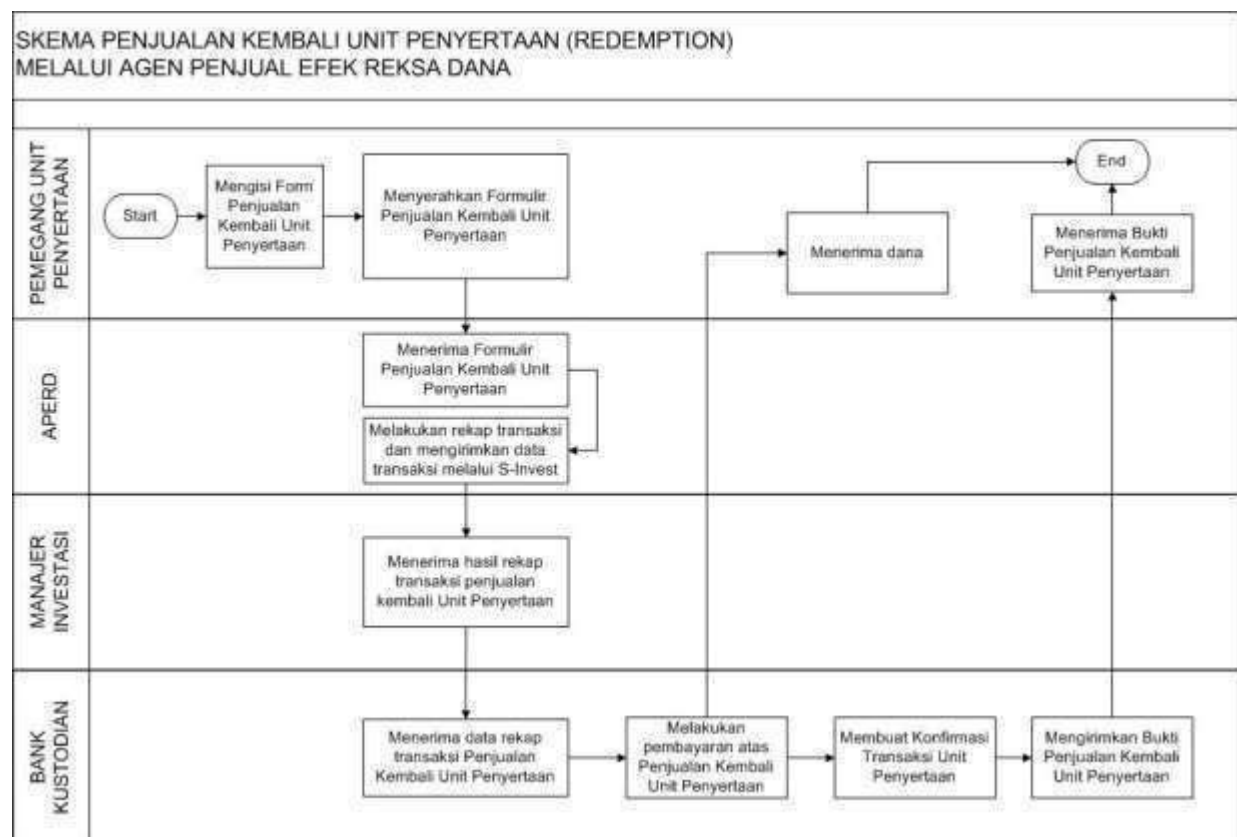 SKEMA PENJUALAN KEMBALI UNIT PENYERTAAN (REDEMPTION)
MELALUI AGEN PENJUAL EFEK REKSA DANA
PEMEGANG UNIT
PENYERTAAN
Start
Mengisi Form
Penjualan
Kembali Unit
Penyertaan
Menyerahkan Formulir
Penjualan Kembali Unit
Penyertaan
Menerima dana
End
Menerima Bukti
Penjualan Kembali
Unit Penyertaan
APERD
Menerima Formulir
Penjualan Kembali Unit
Penyertaan
Melakukan rekap transaksi
dan mengirimkan data
transaksi melalui S-Invest
MANAJER
INVESTASI
Menerima hasil rekap
transaksi penjualan
kembali Unit Penyertaan
BANK
KUSTODIAN
Menerima data rekap
transaksi Penjualan
Kembali Unit Penyertaan
Melakukan
pembayaran atas
Penjualan Kembali
Unit Penyertaan
Membuat Konfirmasi
Transaksi Unit
Penyertaan
Mengirimkan Bukti
Penjualan Kembali
Unit Penyertaan